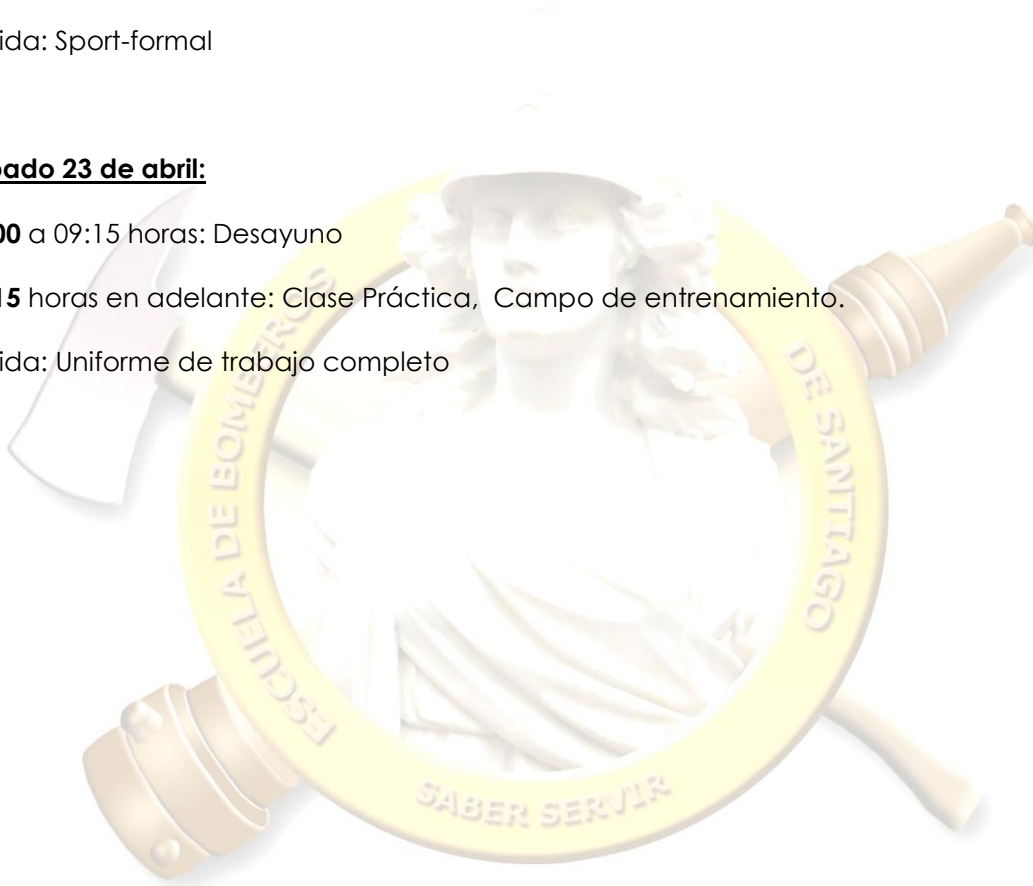 ida: Sport-formal
bado 23 de abril:
00 a 09:15 horas: Desayuno
15 horas en adelante: Clase Práctica, Campo de entrenamiento.
ida: Uniforme de trabajo completo
ESCUELA DE BOMBEROS
DE SANTIAGO
SABER SERVIR